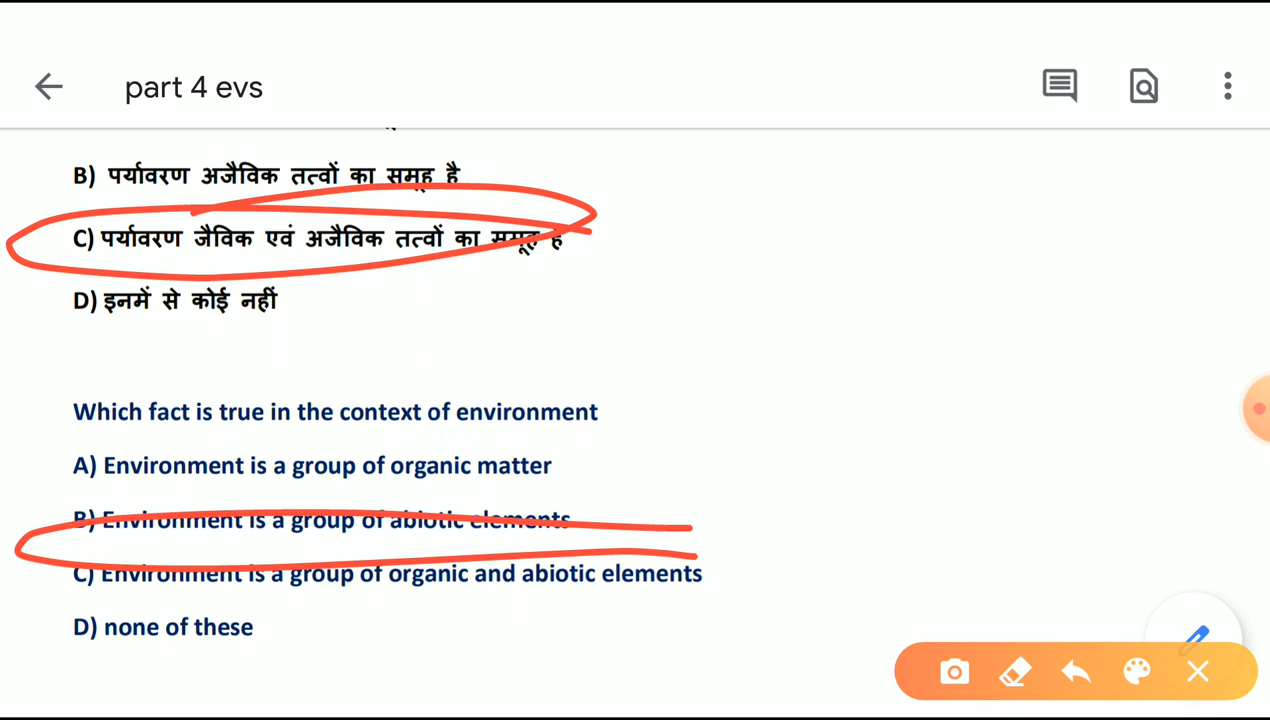 part 4 evs
B) पर्यावरण अजैविक तत्वों का समूह है
C) पर्यावरण जैविक एवं अजैविक तत्वों का समूह है
D) इनमें से कोई नहीं
Which fact is true in the context of environment
A) Environment is a group of organic matter
B) Environment is a group of abiotic elements
C) Environment is a group of organic and abiotic elements
D) none of these